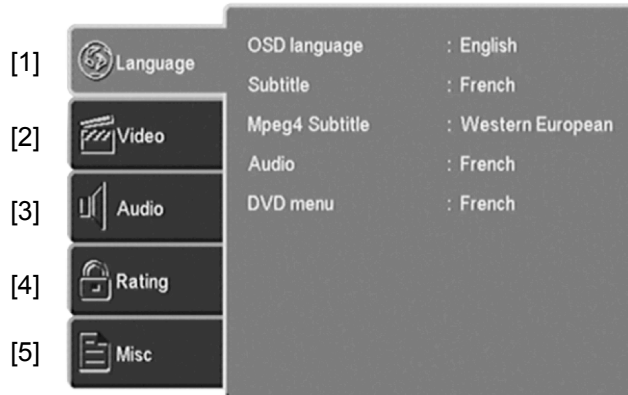 [1] Language
OSD language : English
Subtitle : French
[2] Video
Mpeg4 Subtitle : Western European
Audio : French
[3] Audio
DVD menu : French
[4] Rating
[5] Misc